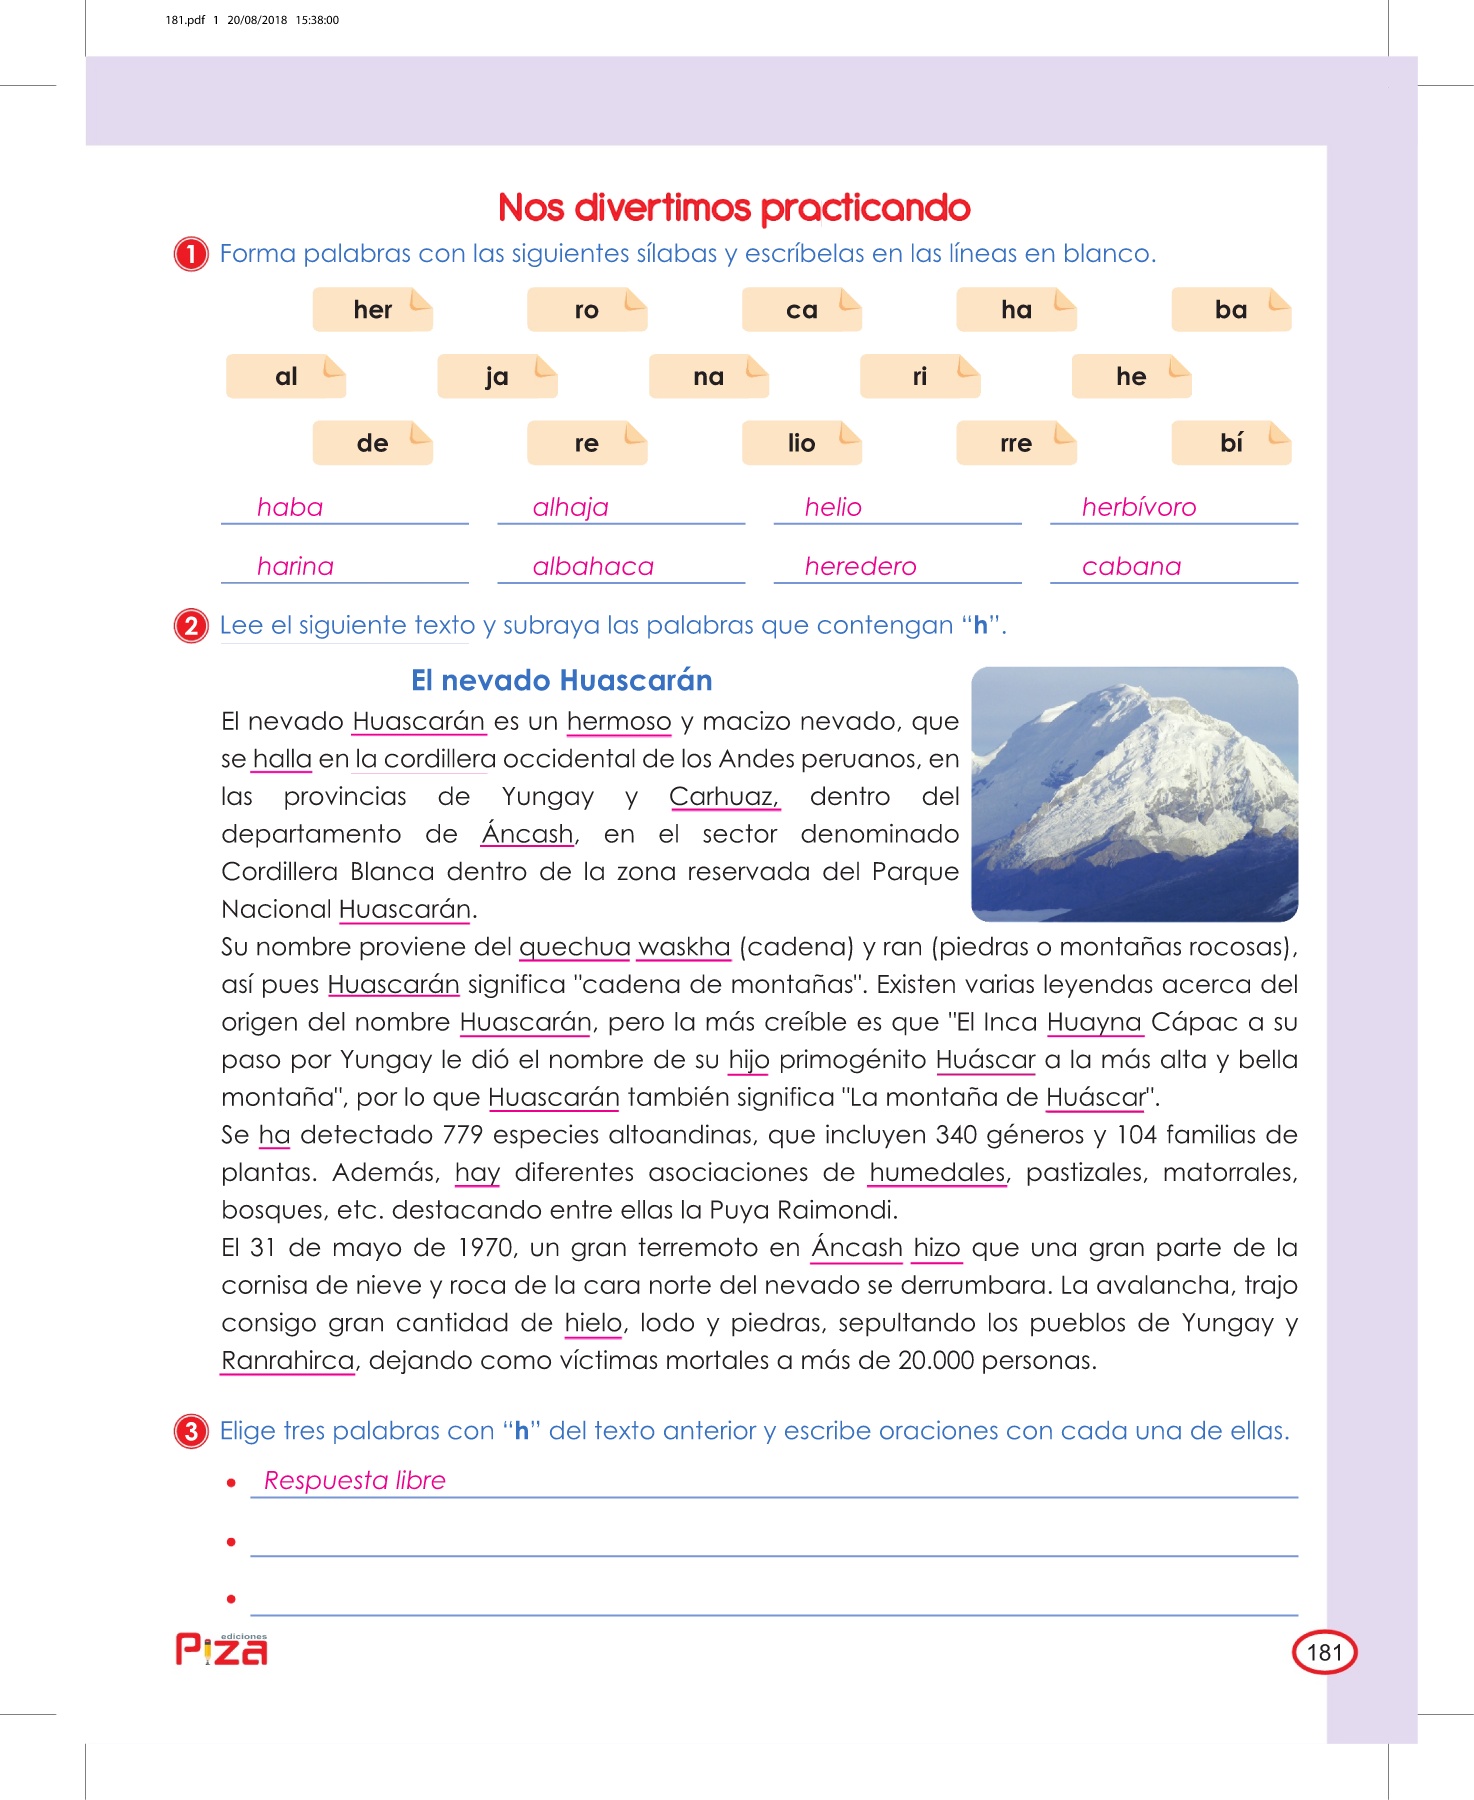 181.pdf 1 20/08/2018 15:38:00
Nos divertimos practicando
1 Forma palabras con las siguientes sílabas y escríbelas en las líneas en blanco.
her ro ca ha ba
al ja na ri he
de re lio rre bí
haba alhaja helio herbívoro
harina albahaca heredero cabana
2 Lee el siguiente texto y subraya las palabras que contengan “h”.
El nevado Huascarán
El nevado Huascarán es un hermoso y macizo nevado, que
se halla en la cordillera occidental de los Andes peruanos, en
las provincias de Yungay y Carhuaz, dentro del
departamento de Áncash, en el sector denominado
Cordillera Blanca dentro de la zona reservada del Parque
Nacional Huascarán.
Su nombre proviene del quechua waskha (cadena) y ran (piedras o montañas rocosas),
así pues Huascarán significa "cadena de montañas". Existen varias leyendas acerca del
origen del nombre Huascarán, pero la más creíble es que "El Inca Huayna Cápac a su
paso por Yungay le dió el nombre de su hijo primogénito Huáscar a la más alta y bella
montaña", por lo que Huascarán también significa "La montaña de Huáscar".
Se ha detectado 779 especies altoandinas, que incluyen 340 géneros y 104 familias de
plantas. Además, hay diferentes asociaciones de humedales, pastizales, matorrales,
bosques, etc. destacando entre ellas la Puya Raimondi.
El 31 de mayo de 1970, un gran terremoto en Áncash hizo que una gran parte de la
cornisa de nieve y roca de la cara norte del nevado se derrumbara. La avalancha, trajo
consigo gran cantidad de hielo, lodo y piedras, sepultando los pueblos de Yungay y
Ranrahirca, dejando como víctimas mortales a más de 20.000 personas.
3 Elige tres palabras con “h” del texto anterior y escribe oraciones con cada una de ellas.
• Respuesta libre
•
•
ediciones
Piza
181